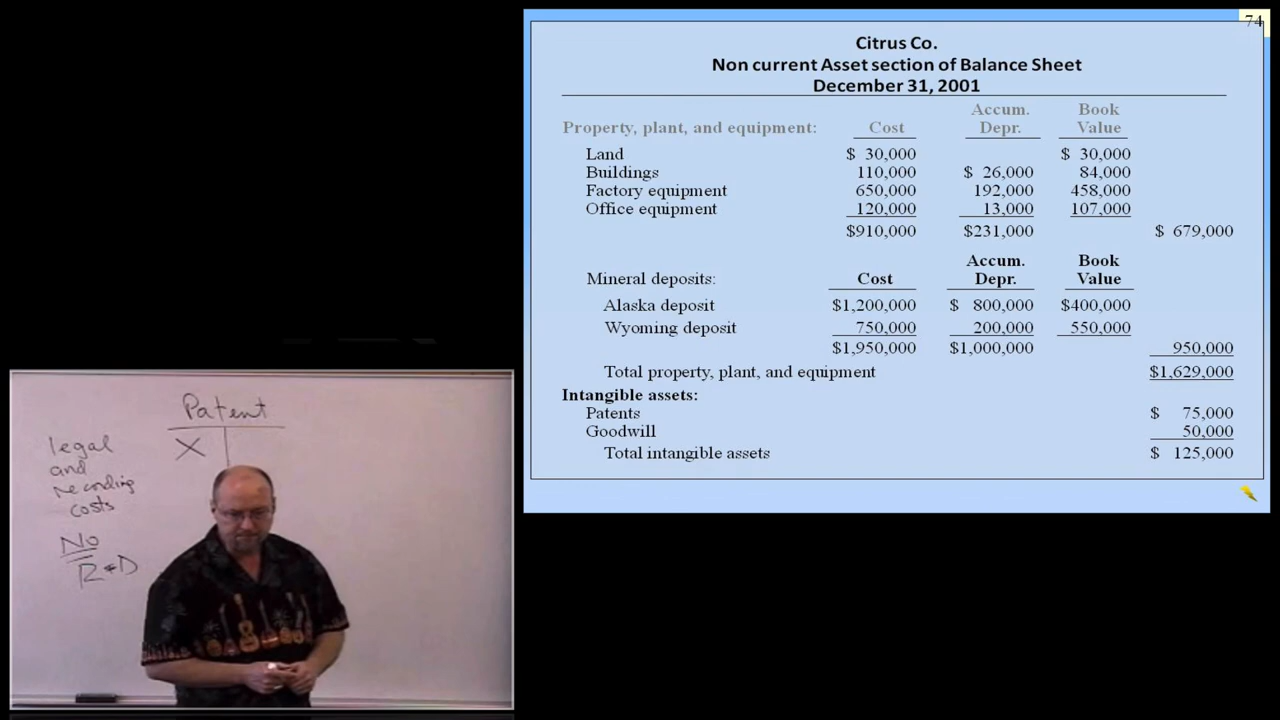 74
Citrus Co.
Non current Asset section of Balance Sheet
December 31, 2001
Accum. Book
Property, plant, and equipment: Cost Depr. Value
Land $ 30,000 $ 30,000
Buildings 110,000 $ 26,000 84,000
Factory equipment 650,000 192,000 458,000
Office equipment 120,000 13,000 107,000
$910,000 $231,000 $ 679,000
Accum. Book
Mineral deposits: Cost Depr. Value
Alaska deposit $1,200,000 $ 800,000 $400,000
Wyoming deposit 750,000 200,000 550,000
$1,950,000 $1,000,000 950,000
Total property, plant, and equipment $1,629,000
Intangible assets:
Patents $ 75,000
Goodwill 50,000
Total intangible assets $ 125,000
Patent
X
legal
and
recording
costs
No
R+D